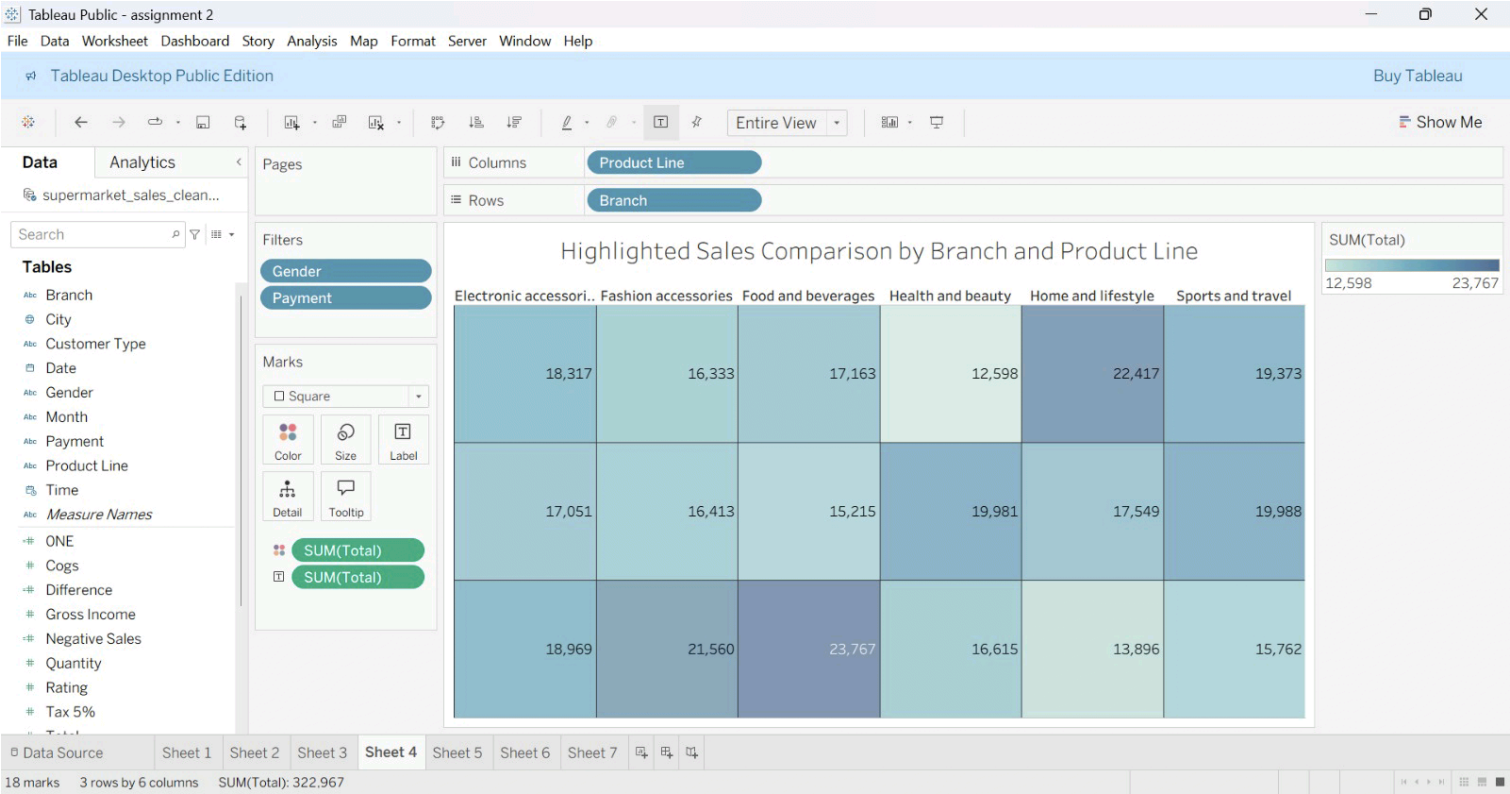 Tableau Public - assignment 2
File Data Worksheet Dashboard Story Analysis Map Format Server Window Help
Tableau Desktop Public Edition
Buy Tableau
Entire View
Show Me
Data
Analytics
supermarket_sales_clean...
Search
Tables
Abc Branch
City
Abc Customer Type
Date
Abc Gender
Abc Month
Abc Payment
Abc Product Line
Time
Abc Measure Names
=# ONE
# Cogs
=# Difference
# Gross Income
=# Negative Sales
# Quantity
# Rating
# Tax 5%
Pages
Filters
Gender
Payment
Marks
Square
Color Size Label
Detail Tooltip
SUM(Total)
SUM(Total)
Columns
Product Line
Rows
Branch
Highlighted Sales Comparison by Branch and Product Line
Electronic accessori.. Fashion accessories Food and beverages Health and beauty Home and lifestyle Sports and travel
18,317 16,333 17,163 12,598 22,417 19,373
17,051 16,413 15,215 19,981 17,549 19,988
18,969 21,560 23,767 16,615 13,896 15,762
SUM(Total)
12,598 23,767
Data Source Sheet 1 Sheet 2 Sheet 3 Sheet 4 Sheet 5 Sheet 6 Sheet 7
18 marks 3 rows by 6 columns SUM(Total): 322,967